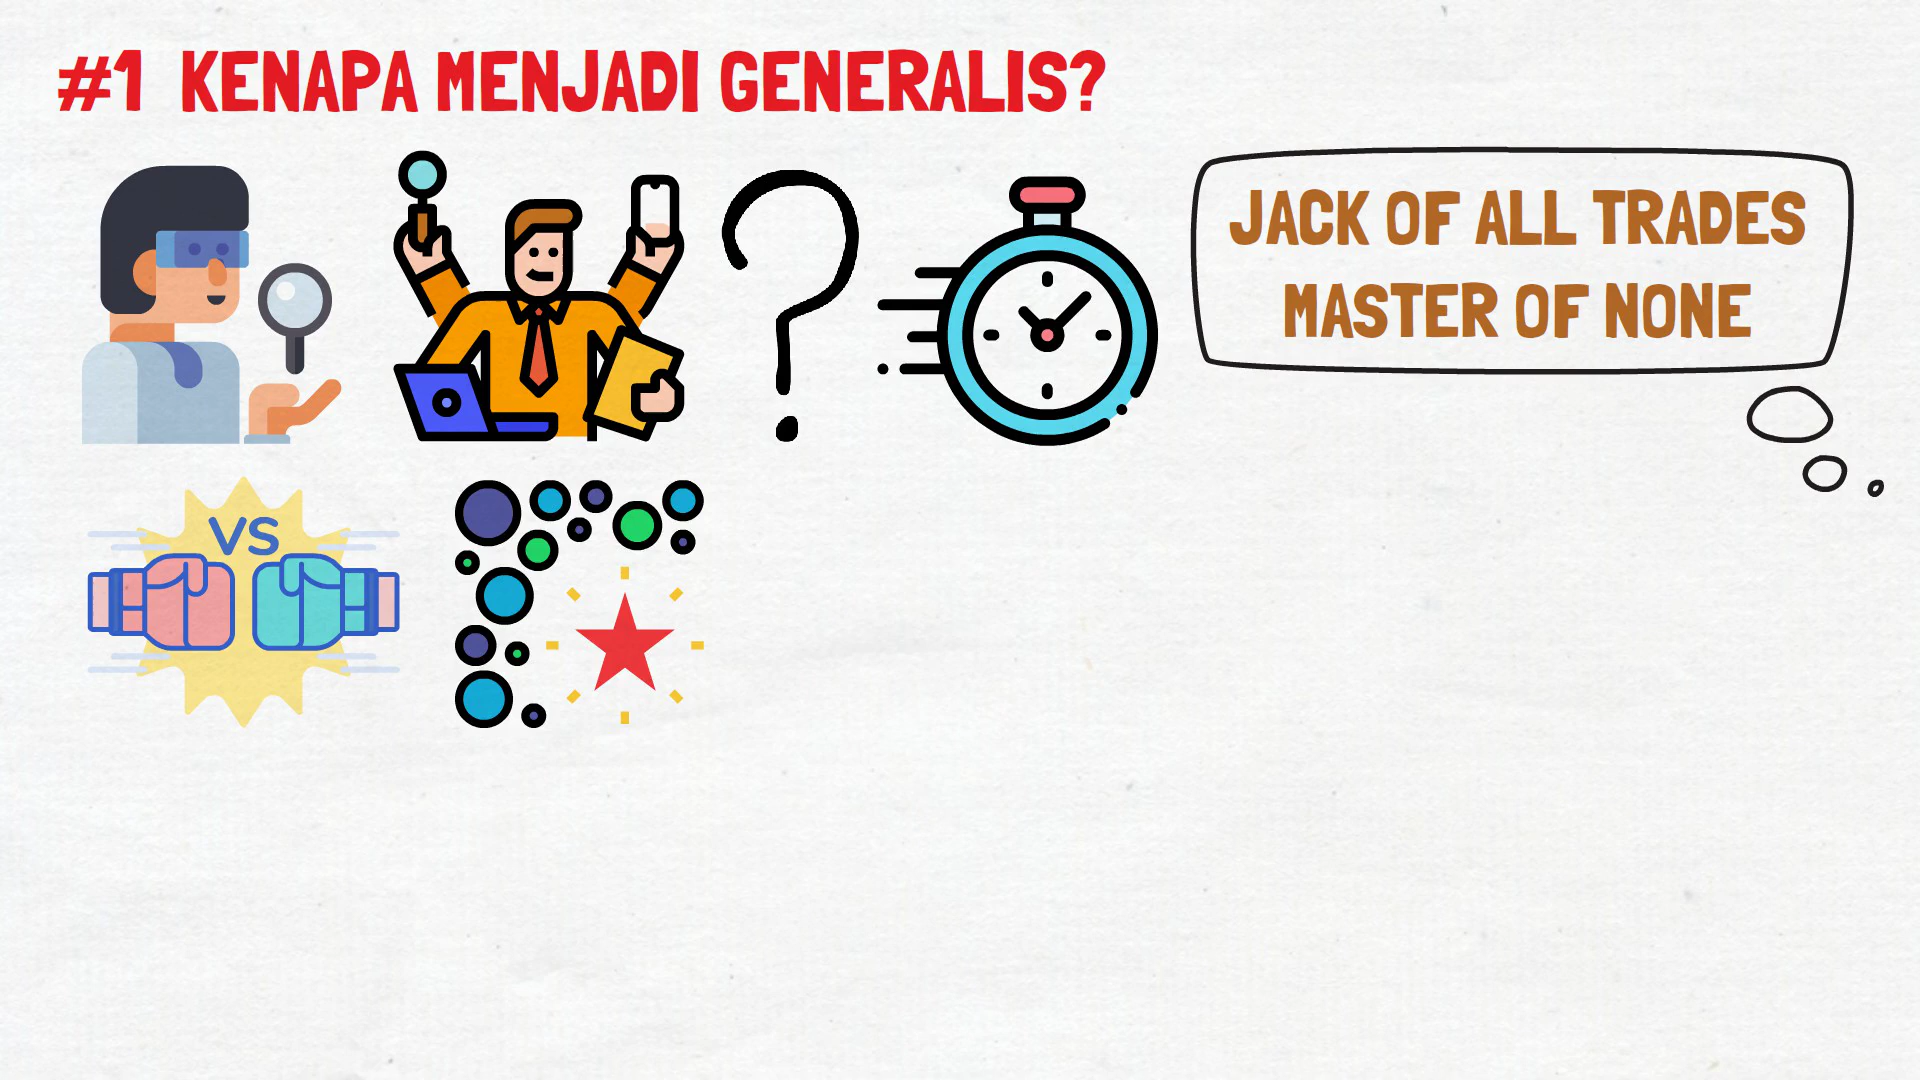 #1 KENAPA MENJADI GENERALIS?
JACK OF ALL TRADES
MASTER OF NONE
VS